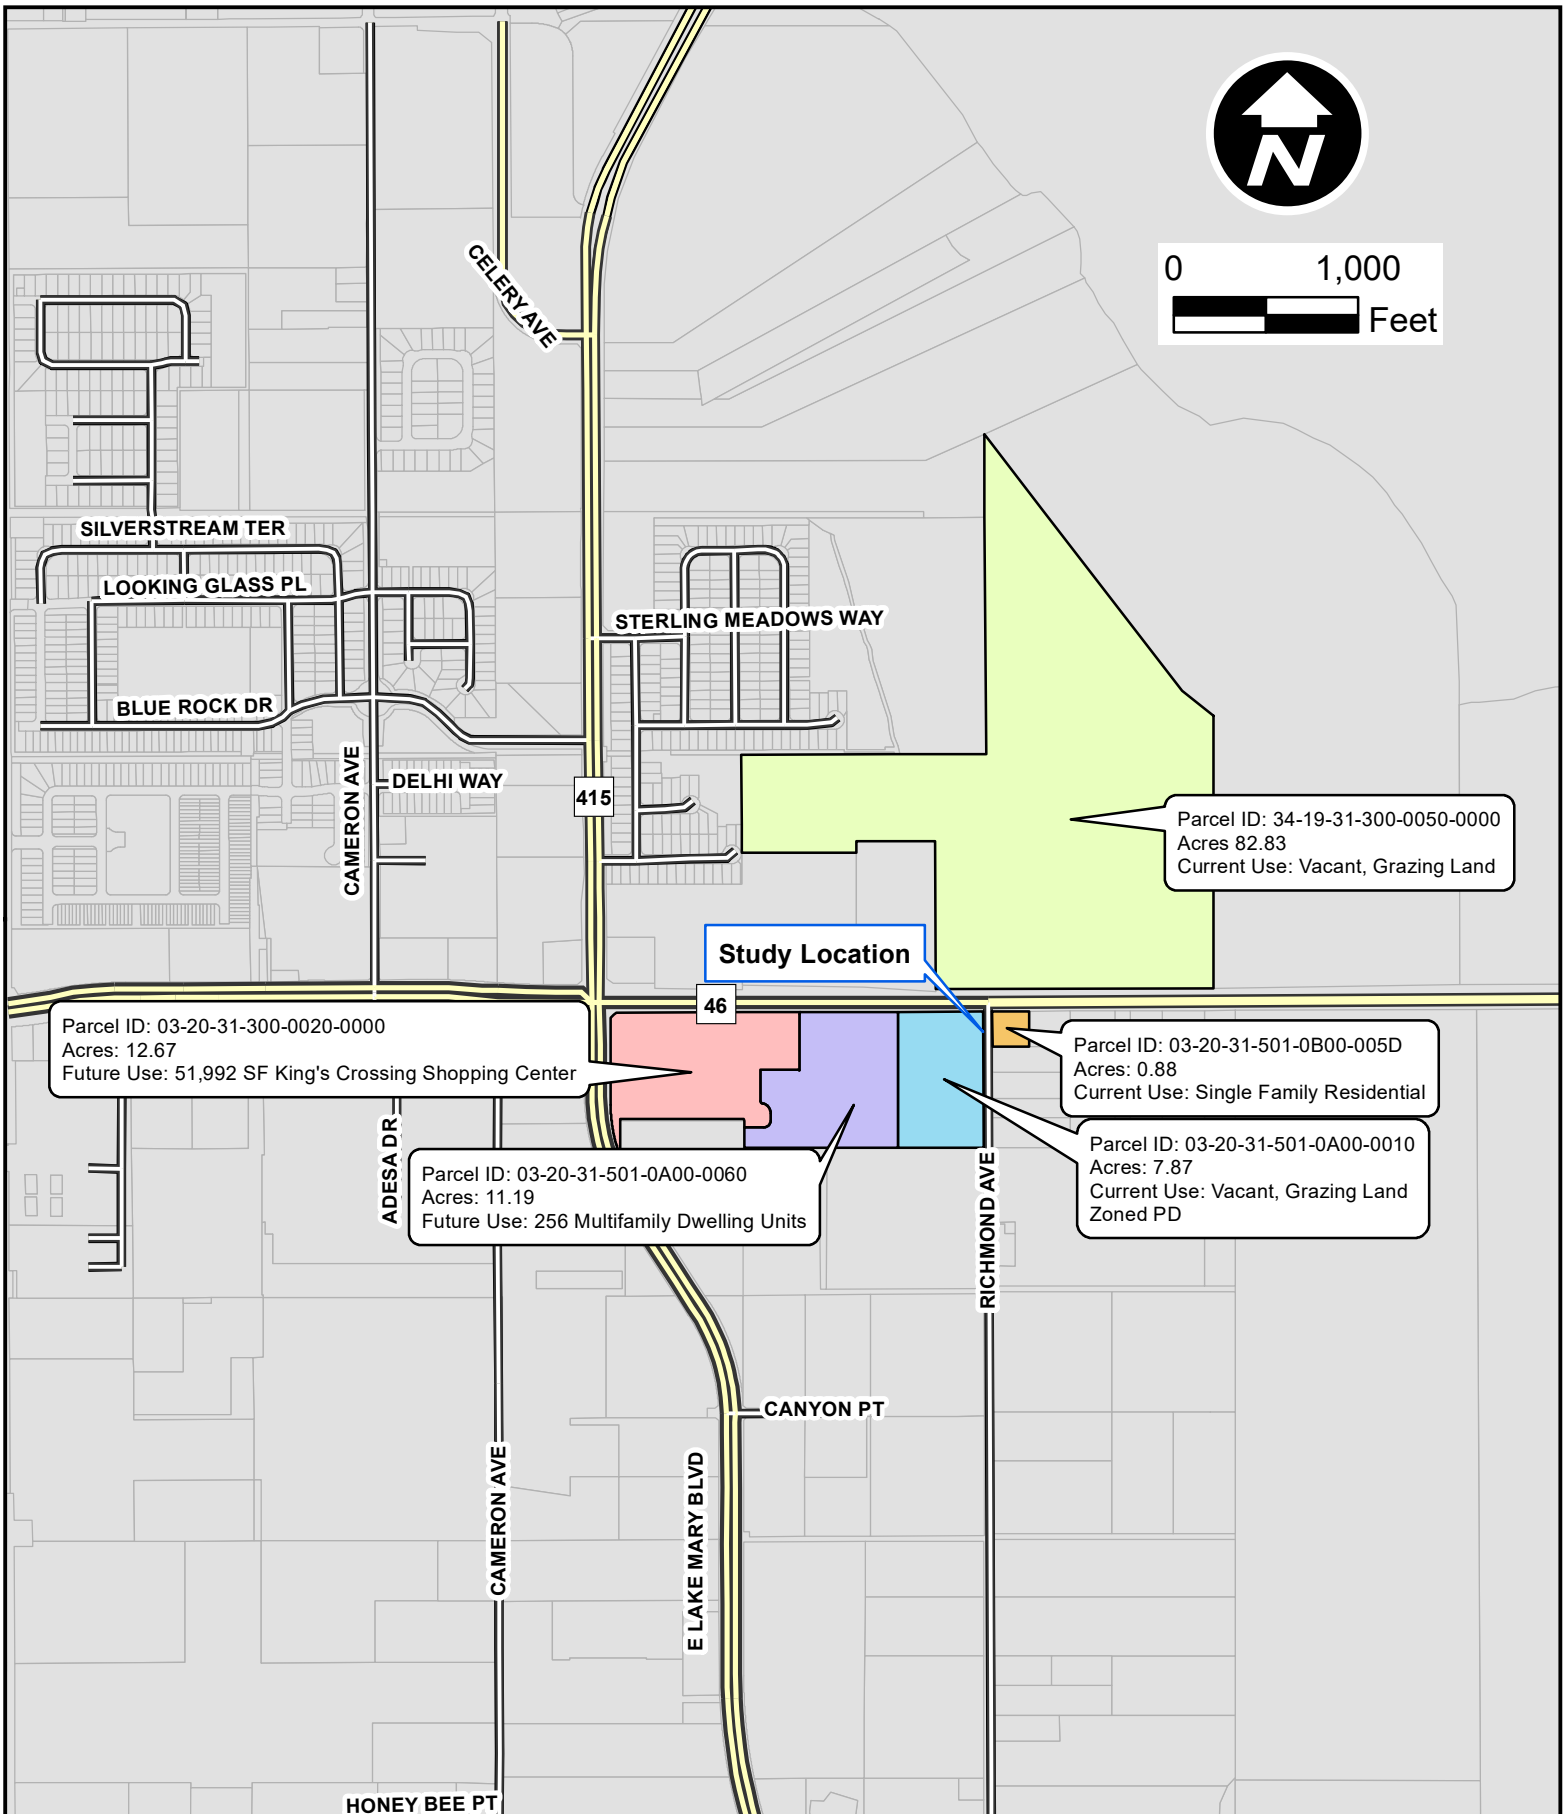 N
0 1,000
Feet
CELERY AVE
SILVERSTREAM TER
LOOKING GLASS PL
STERLING MEADOWS WAY
BLUE ROCK DR
CAMERON AVE
DELHI WAY
415
Parcel ID: 34-19-31-300-0050-0000
Acres 82.83
Current Use: Vacant, Grazing Land
Study Location
46
Parcel ID: 03-20-31-300-0020-0000
Acres: 12.67
Future Use: 51,992 SF King's Crossing Shopping Center
Parcel ID: 03-20-31-501-0B00-005D
Acres: 0.88
Current Use: Single Family Residential
Parcel ID: 03-20-31-501-0A00-0010
Acres: 7.87
Current Use: Vacant, Grazing Land
Zoned PD
ADESA DR
Parcel ID: 03-20-31-501-0A00-0060
Acres: 11.19
Future Use: 256 Multifamily Dwelling Units
RICHMOND AVE
CANYON PT
CAMERON AVE
E LAKE MARY BLVD
HONEY BEE PT